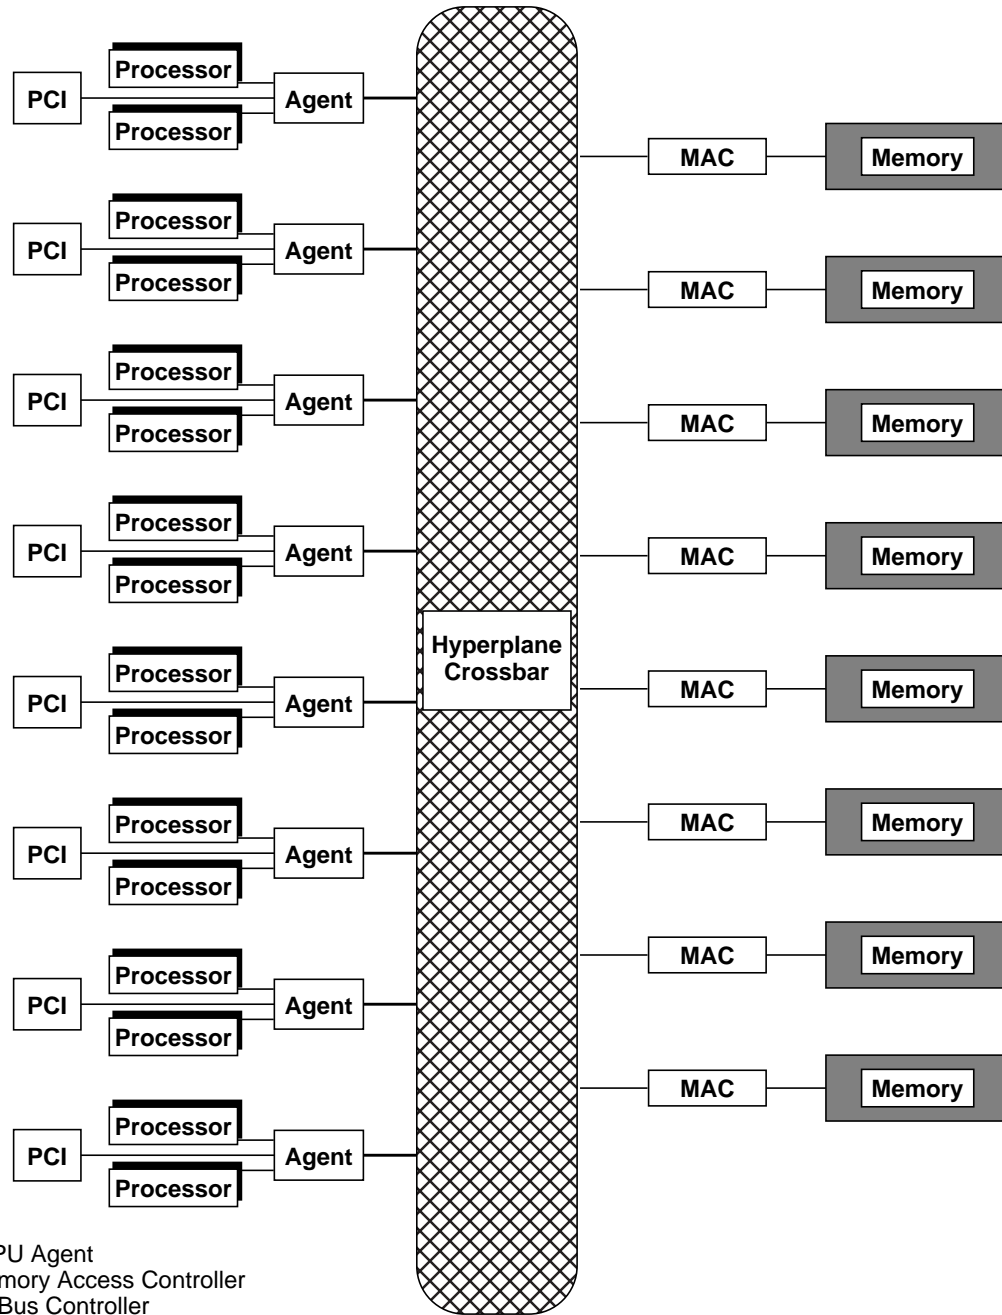 Processor
PCI
Agent
Processor
MAC
Memory
Processor
PCI
Agent
Processor
MAC
Memory
Processor
PCI
Agent
Processor
MAC
Memory
Processor
PCI
Agent
Processor
MAC
Memory
Hyperplane
Crossbar
Processor
PCI
Agent
Processor
MAC
Memory
Processor
PCI
Agent
Processor
MAC
Memory
Processor
PCI
Agent
Processor
MAC
Memory
Processor
PCI
Agent
Processor
MAC
Memory
PU Agent
mory Access Controller
Bus Controller